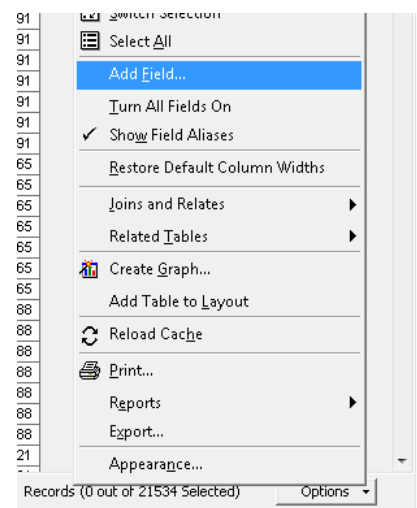 91
Switch Selection
91
Select All
91
91
Add Field...
91
Turn All Fields On
91
Show Field Aliases
91
65
Restore Default Column Widths
65
65
Joins and Relates
65
Related Tables
65
65
Create Graph...
65
Add Table to Layout
88
88
Reload Cache
88
88
Print...
88
Reports
88
Export...
88
21
Appearance...
Records (0 out of 21534 Selected)
Options